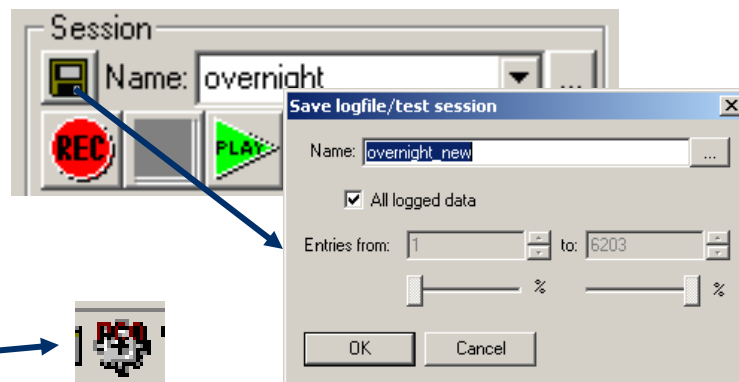 Session
Name: overnight ...
REC PLAY
Save logfile/test session
Name: overnight_new ...
All logged data
Entries from: 1 to: 6203
% %
OK Cancel